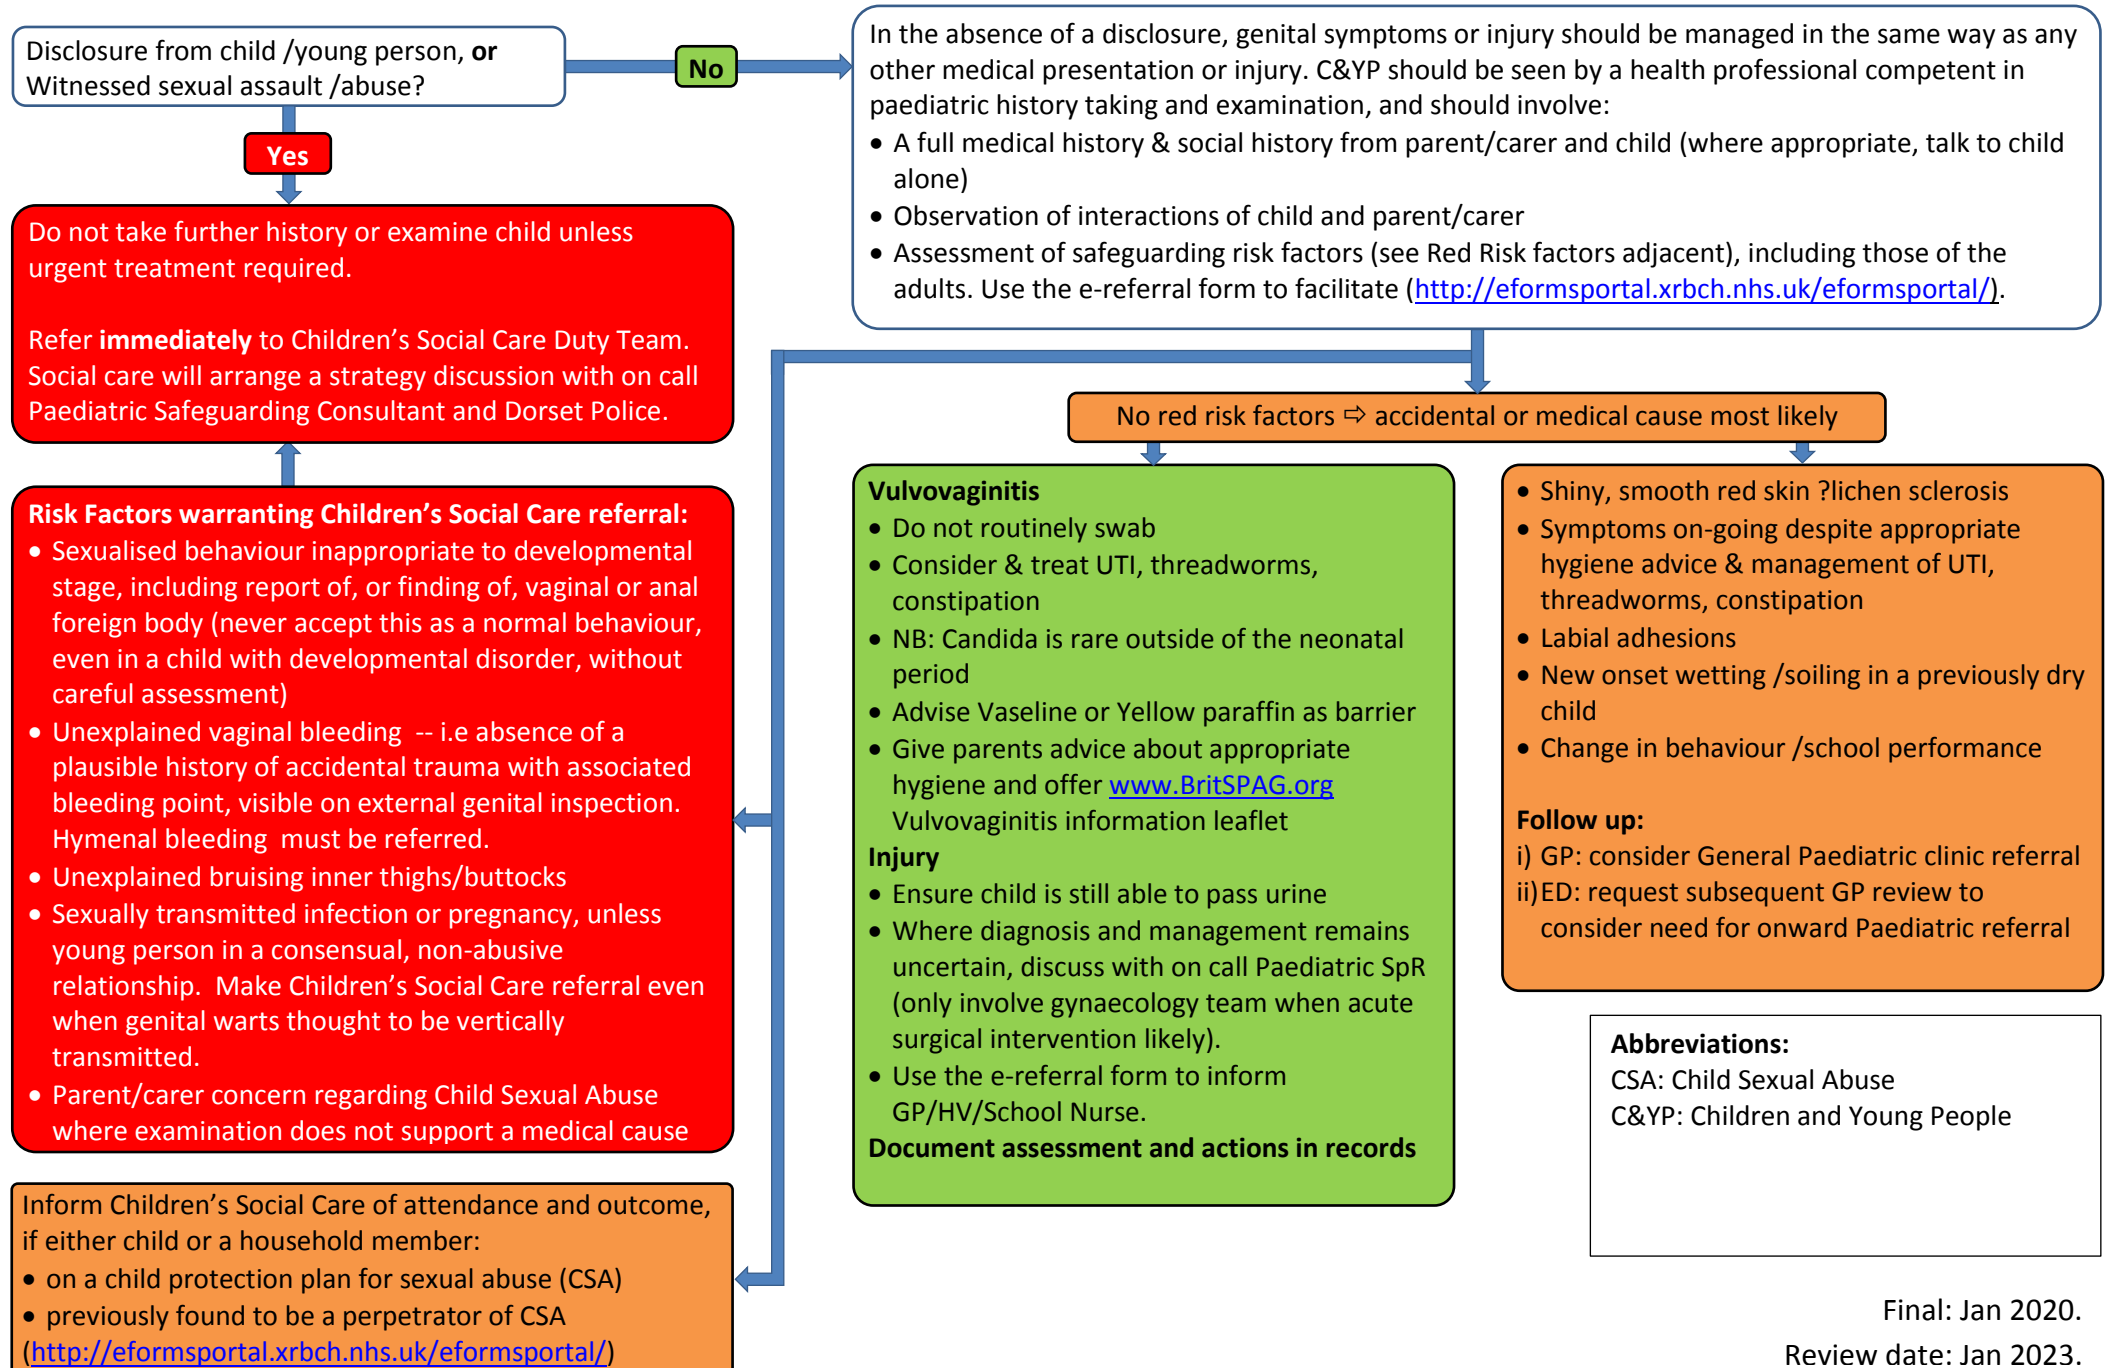 Disclosure from child /young person, or
Witnessed sexual assault /abuse?
No
Yes
In the absence of a disclosure, genital symptoms or injury should be managed in the same way as any
other medical presentation or injury. C&YP should be seen by a health professional competent in
paediatric history taking and examination, and should involve:
• A full medical history & social history from parent/carer and child (where appropriate, talk to child
alone)
• Observation of interactions of child and parent/carer
• Assessment of safeguarding risk factors (see Red Risk factors adjacent), including those of the
adults. Use the e-referral form to facilitate (http://eformsportal.xrbch.nhs.uk/eformsportal/).
Do not take further history or examine child unless
urgent treatment required.
Refer immediately to Children’s Social Care Duty Team.
Social care will arrange a strategy discussion with on call
Paediatric Safeguarding Consultant and Dorset Police.
Risk Factors warranting Children’s Social Care referral:
• Sexualised behaviour inappropriate to developmental
stage, including report of, or finding of, vaginal or anal
foreign body (never accept this as a normal behaviour,
even in a child with developmental disorder, without
careful assessment)
• Unexplained vaginal bleeding -- i.e absence of a
plausible history of accidental trauma with associated
bleeding point, visible on external genital inspection.
Hymenal bleeding must be referred.
• Unexplained bruising inner thighs/buttocks
• Sexually transmitted infection or pregnancy, unless
young person in a consensual, non-abusive
relationship. Make Children’s Social Care referral even
when genital warts thought to be vertically
transmitted.
• Parent/carer concern regarding Child Sexual Abuse
where examination does not support a medical cause
Inform Children’s Social Care of attendance and outcome,
if either child or a household member:
• on a child protection plan for sexual abuse (CSA)
• previously found to be a perpetrator of CSA
(http://eformsportal.xrbch.nhs.uk/eformsportal/)
No red risk factors ⇨ accidental or medical cause most likely
Vulvovaginitis
• Do not routinely swab
• Consider & treat UTI, threadworms,
constipation
• NB: Candida is rare outside of the neonatal
period
• Advise Vaseline or Yellow paraffin as barrier
• Give parents advice about appropriate
hygiene and offer www.BritSPAG.org
Vulvovaginitis information leaflet
Injury
• Ensure child is still able to pass urine
• Where diagnosis and management remains
uncertain, discuss with on call Paediatric SpR
(only involve gynaecology team when acute
surgical intervention likely).
• Use the e-referral form to inform
GP/HV/School Nurse.
Document assessment and actions in records
• Shiny, smooth red skin ?lichen sclerosis
• Symptoms on-going despite appropriate
hygiene advice & management of UTI,
threadworms, constipation
• Labial adhesions
• New onset wetting /soiling in a previously dry
child
• Change in behaviour /school performance
Follow up:
i) GP: consider General Paediatric clinic referral
ii)ED: request subsequent GP review to
consider need for onward Paediatric referral
Abbreviations:
CSA: Child Sexual Abuse
C&YP: Children and Young People
Final: Jan 2020.
Review date: Jan 2023.